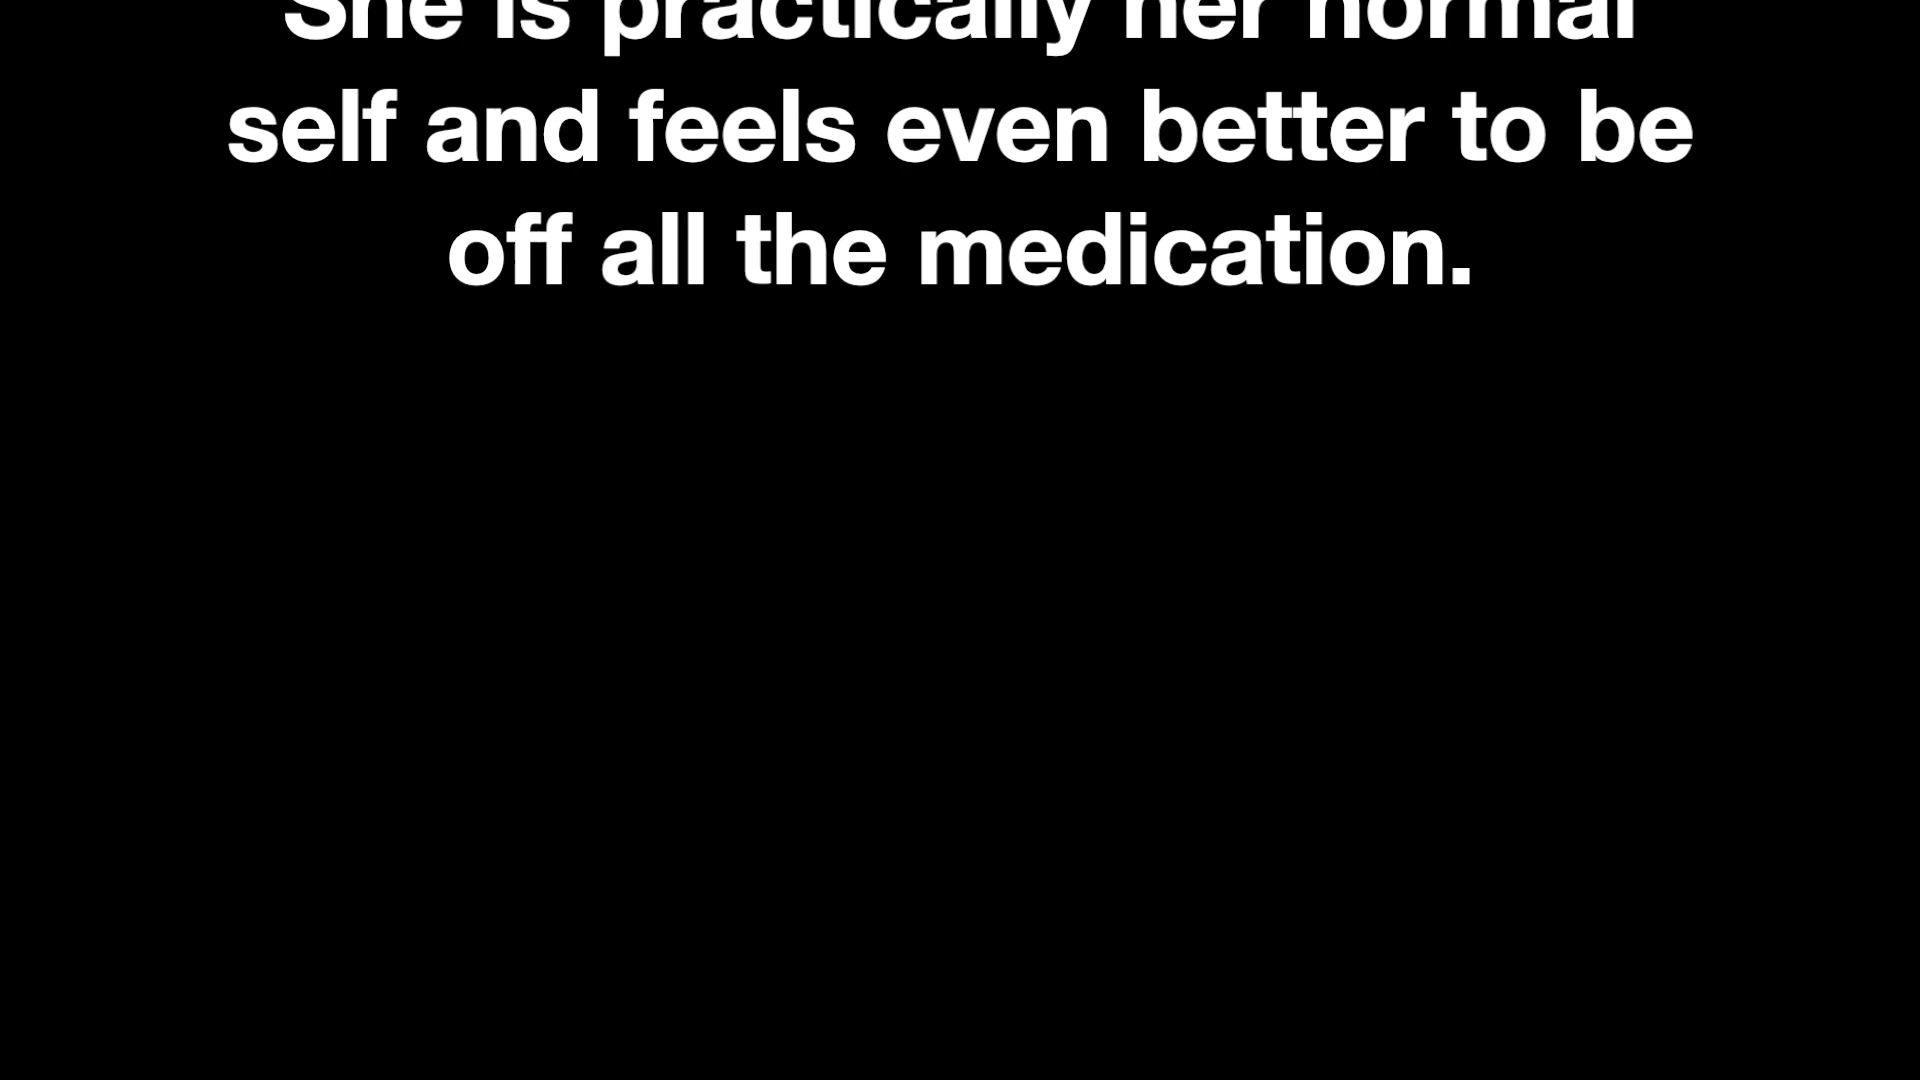 She is practically her normal
self and feels even better to be
off all the medication.